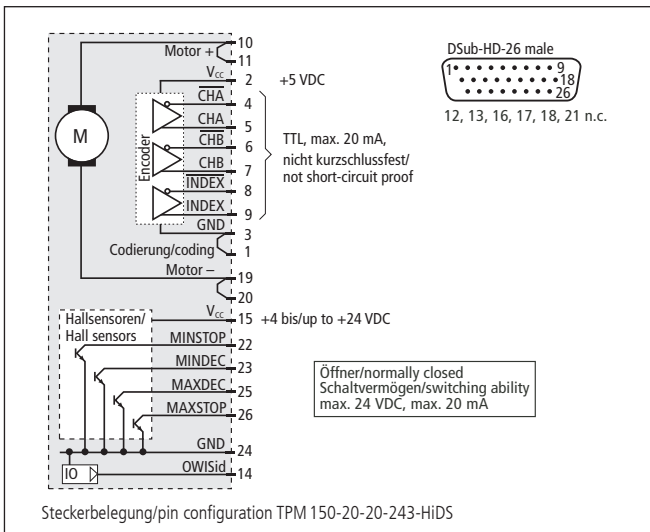 Motor + 10
11
Vcc 2 +5 VDC
CHA 4
CHA 5
CHB 6
CHB 7
INDEX 8
INDEX 9
GND 3
Codierung/coding 1
Motor – 19
20
M
Encoder
TTL, max. 20 mA,
nicht kurzschlussfest/
not short-circuit proof
DSub-HD-26 male
1 9
18
26
12, 13, 16, 17, 18, 21 n.c.
Vcc 15 +4 bis/up to +24 VDC
Hallsensoren/
Hall sensors
MINSTOP 22
MINDEC 23
MAXDEC 25
MAXSTOP 26
GND 24
IO OWISid 14
Öffner/normally closed
Schaltvermögen/switching ability
max. 24 VDC, max. 20 mA
Steckerbelegung/pin configuration TPM 150-20-20-243-HiDS